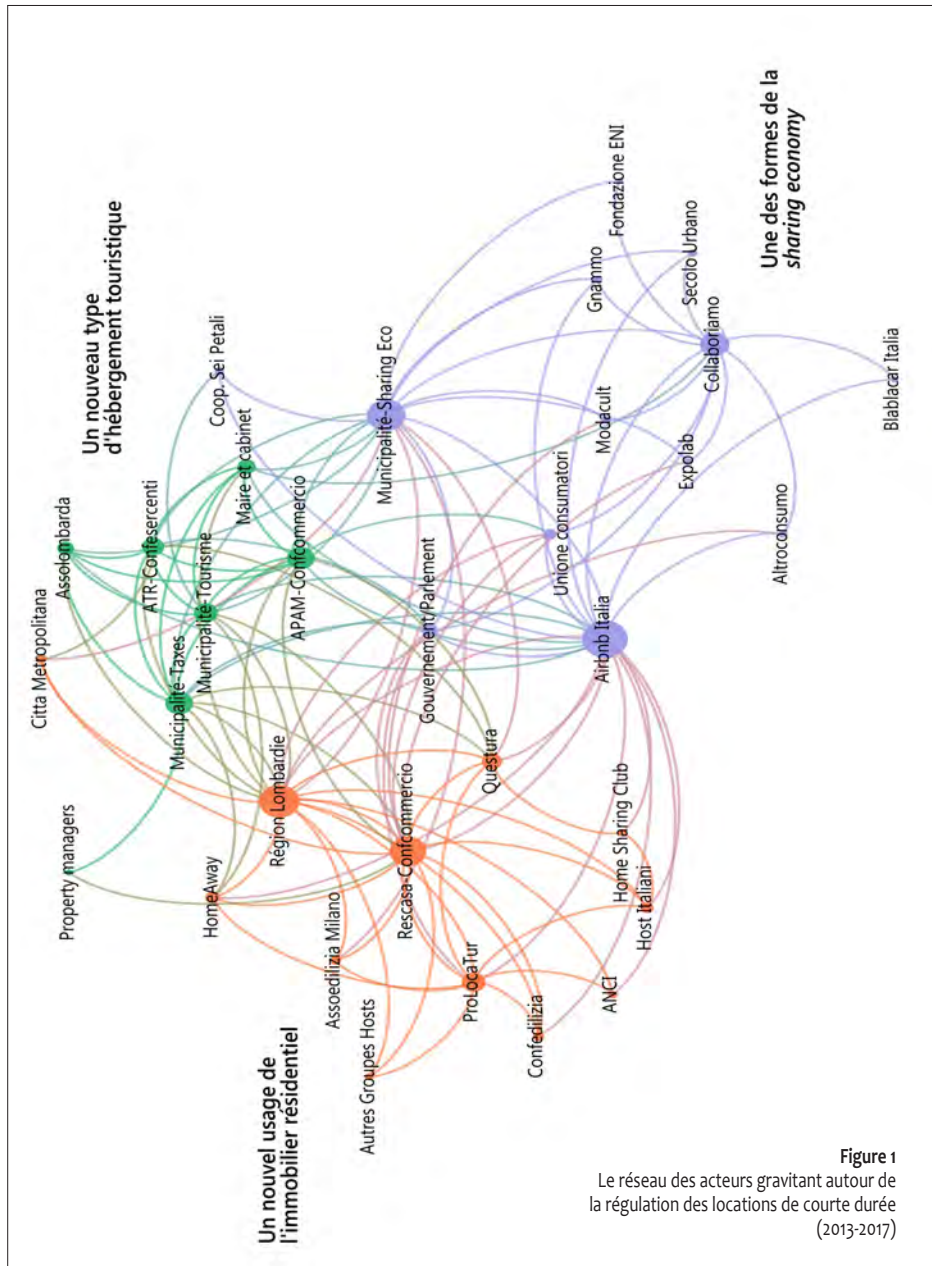 Un nouveau type
d'hébergement touristique
Citta Metropolitana
Assolombarda
Property managers
ATR-Confesercenti
Coop. Sei Petali
Maire et cabinet
Municipalité-Taxes
Municipalité-Tourisme
APAM-Confcommercio
HomeAway
Région Lombardie
Municipalité-Sharing Eco
Gouvernement/Parlement
Un nouvel usage de
l'immobilier résidentiel
Assoedilizia Milano
Rescasa-Confcommercio
Questura
Autres Groupes Hosts
ProLocaTur
Confedilizia
ANCI
Home Sharing Club
Host Italiani
Airbnb Italia
Unione consumatori
Modacult
Expolab
Altroconsumo
Gnammo
Fondazione ENI
Secolo Urbano
Collaboriamo
Blablacar Italia
Une des formes de la
sharing economy
Figure 1
Le réseau des acteurs gravitant autour de
la régulation des locations de courte durée
(2013-2017)